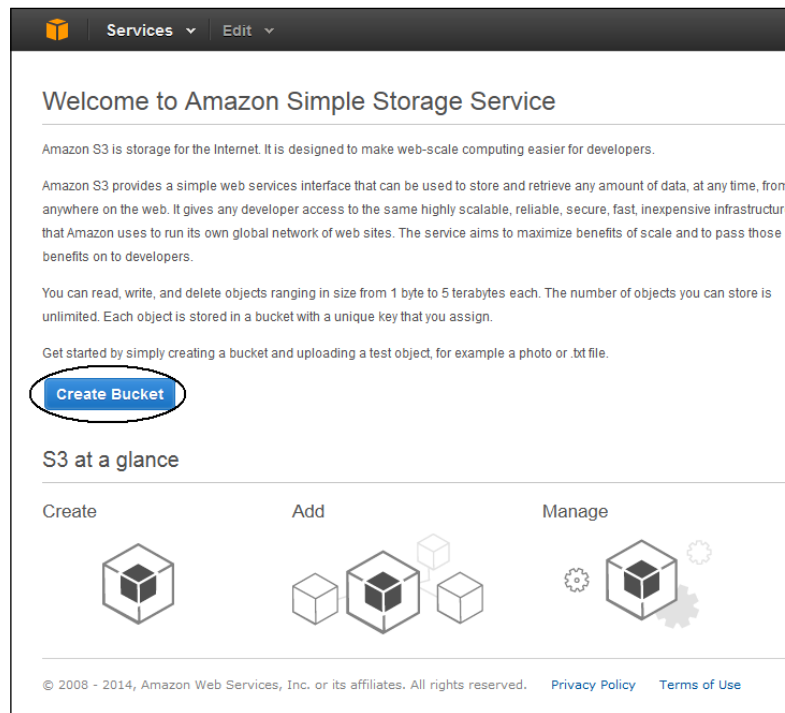 Services Edit
Welcome to Amazon Simple Storage Service
Amazon S3 is storage for the Internet. It is designed to make web-scale computing easier for developers.
Amazon S3 provides a simple web services interface that can be used to store and retrieve any amount of data, at any time, from
anywhere on the web. It gives any developer access to the same highly scalable, reliable, secure, fast, inexpensive infrastructur
that Amazon uses to run its own global network of web sites. The service aims to maximize benefits of scale and to pass those
benefits on to developers.
You can read, write, and delete objects ranging in size from 1 byte to 5 terabytes each. The number of objects you can store is
unlimited. Each object is stored in a bucket with a unique key that you assign.
Get started by simply creating a bucket and uploading a test object, for example a photo or .txt file.
Create Bucket
S3 at a glance
Create Add Manage
© 2008 - 2014, Amazon Web Services, Inc. or its affiliates. All rights reserved. Privacy Policy Terms of Use